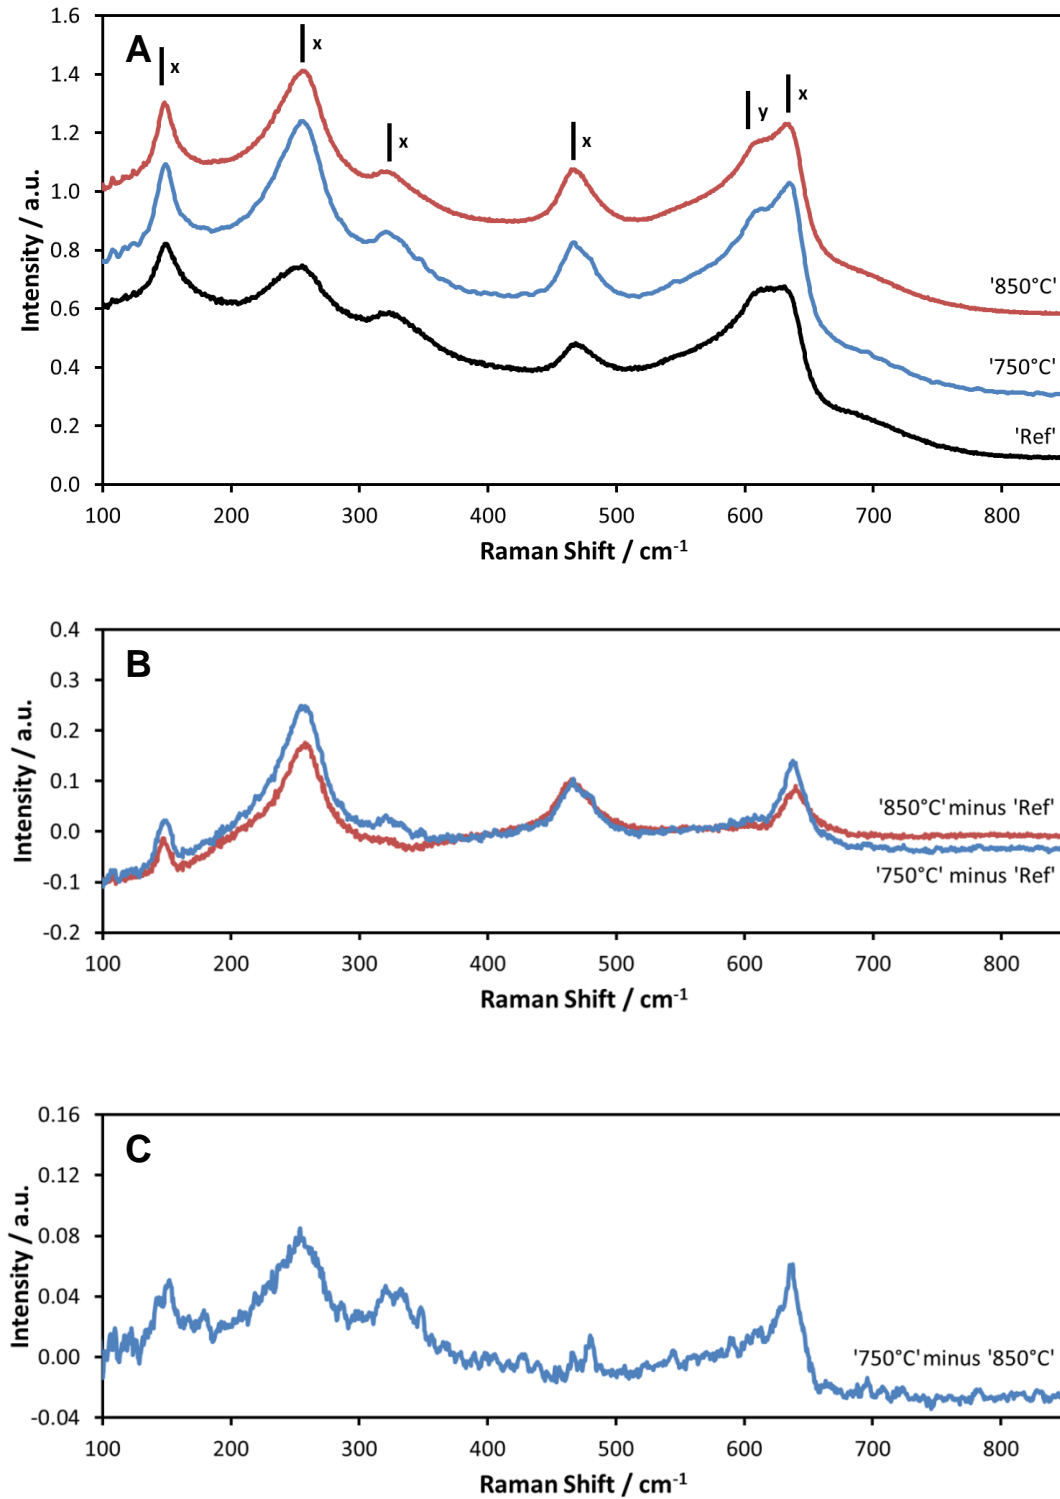 A
x
x
x
x
y
x
1.6
1.4
1.2
1.0
0.8
0.6
0.4
0.2
0.0
Intensity / a.u.
'850°C'
'750°C'
'Ref'
100 200 300 400 500 600 700 800
Raman Shift / cm-1
B
0.4
0.3
0.2
0.1
0.0
-0.1
-0.2
Intensity / a.u.
'850°C' minus 'Ref'
'750°C' minus 'Ref'
100 200 300 400 500 600 700 800
Raman Shift / cm-1
C
0.16
0.12
0.08
0.04
0.00
-0.04
Intensity / a.u.
'750°C' minus '850°C'
100 200 300 400 500 600 700 800
Raman Shift / cm-1